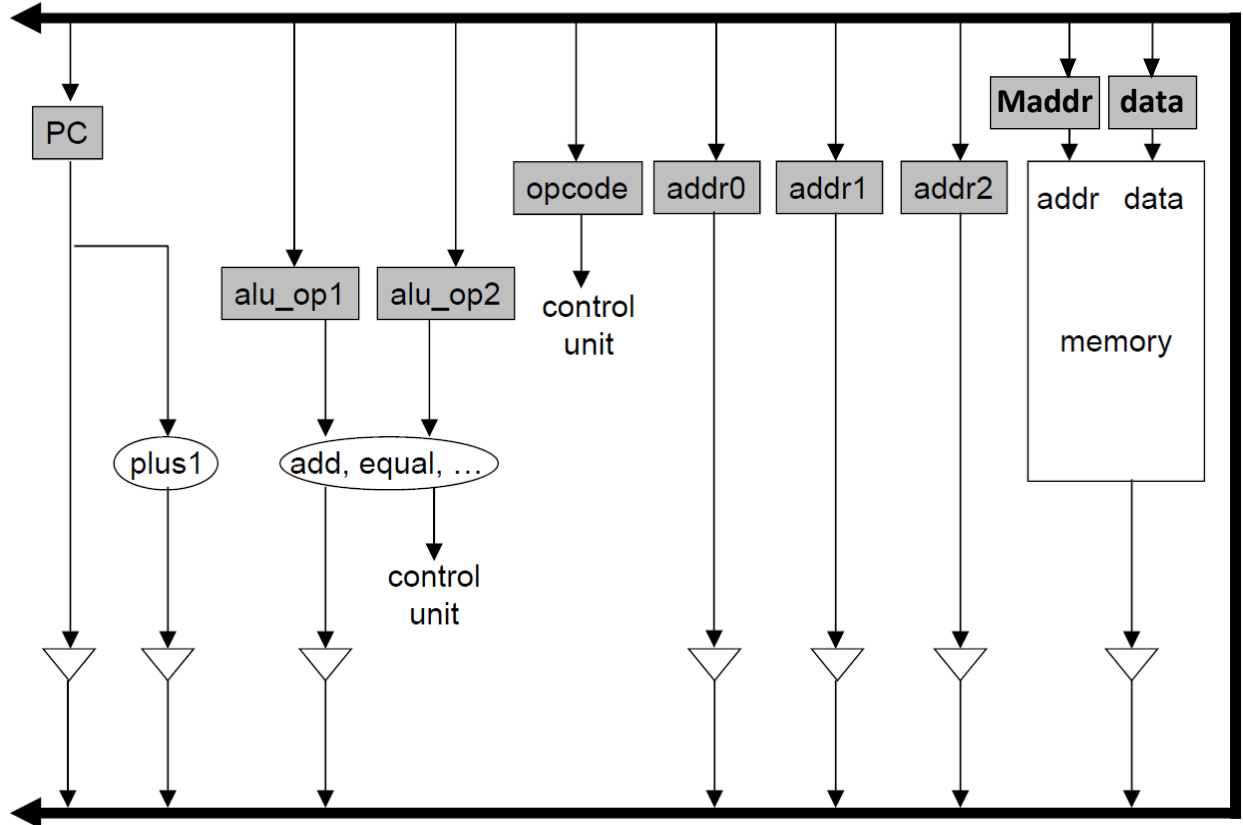 Maddr data
PC
opcode addr0 addr1 addr2 addr data
alu_op1 alu_op2
control
unit
memory
plus1 add, equal, …
control
unit